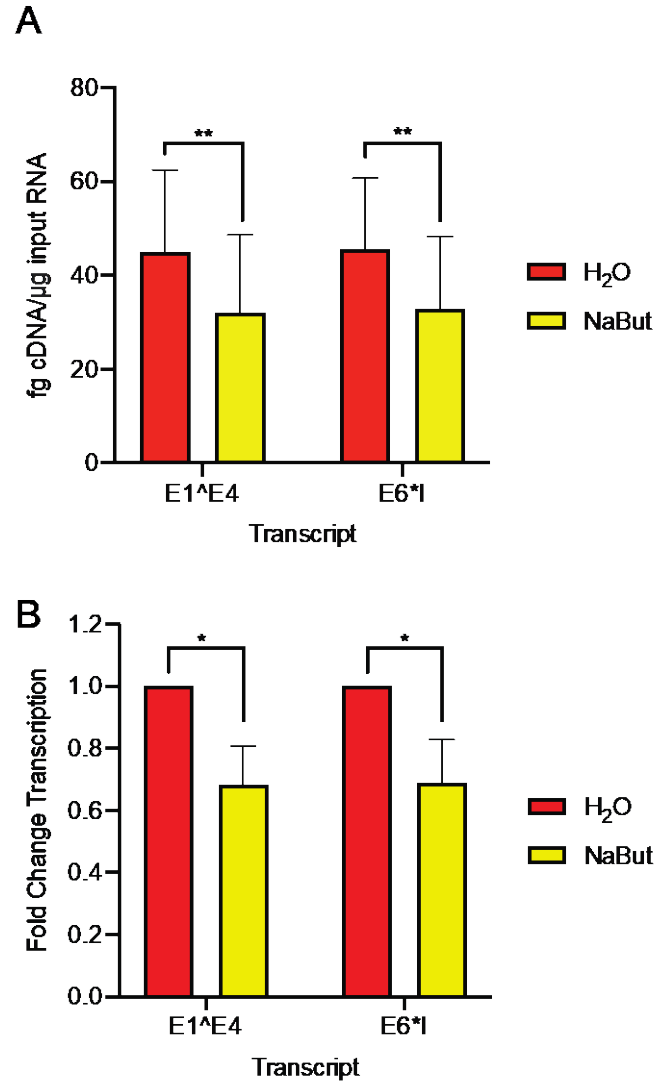 A
fg cDNA/µg input RNA
80
60
40
20
0
**
**
E1^E4
E6*I
Transcript
H₂O
NaBut
B
Fold Change Transcription
1.2
1.0
0.8
0.6
0.4
0.2
0.0
*
*
E1^E4
E6*I
Transcript
H₂O
NaBut